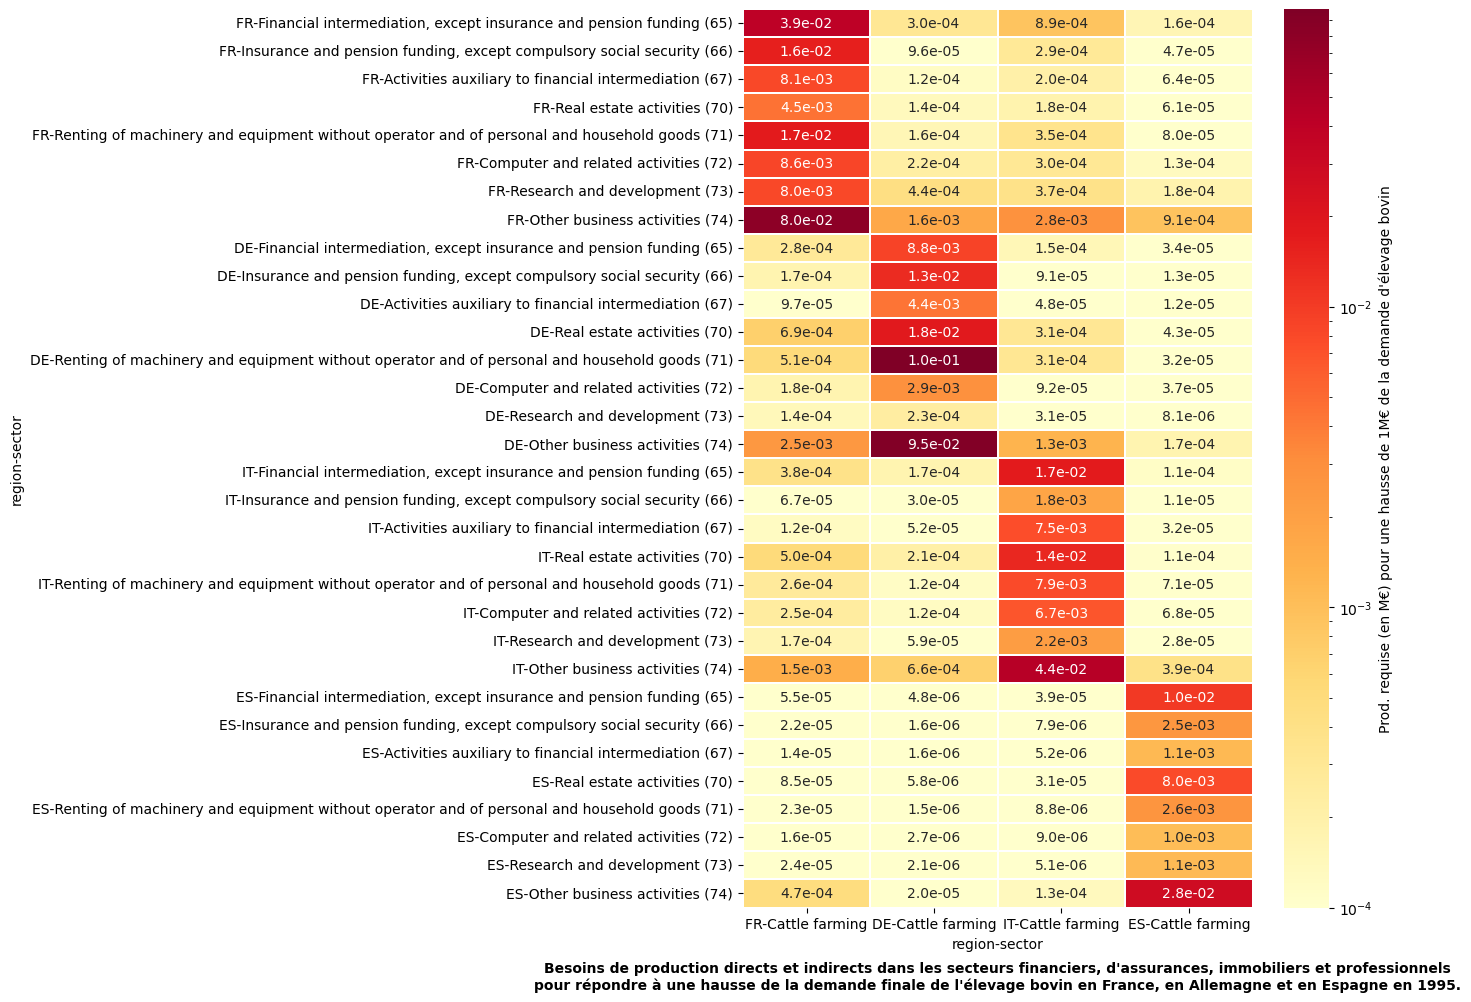 FR-Financial intermediation, except insurance and pension funding (65) 3.9e-02 3.0e-04 8.9e-04 1.6e-04
FR-Insurance and pension funding, except compulsory social security (66) 1.6e-02 9.6e-05 2.9e-04 4.7e-05
FR-Activities auxiliary to financial intermediation (67) 8.1e-03 1.2e-04 2.0e-04 6.4e-05
FR-Real estate activities (70) 4.5e-03 1.4e-04 1.8e-04 6.1e-05
FR-Renting of machinery and equipment without operator and of personal and household goods (71) 1.7e-02 1.6e-04 3.5e-04 8.0e-05
FR-Computer and related activities (72) 8.6e-03 2.2e-04 3.0e-04 1.3e-04
FR-Research and development (73) 8.0e-03 4.4e-04 3.7e-04 1.8e-04
FR-Other business activities (74) 8.0e-02 1.6e-03 2.8e-03 9.1e-04
DE-Financial intermediation, except insurance and pension funding (65) 2.8e-04 8.8e-03 1.5e-04 3.4e-05
DE-Insurance and pension funding, except compulsory social security (66) 1.7e-04 1.3e-02 9.1e-05 1.3e-05
DE-Activities auxiliary to financial intermediation (67) 9.7e-05 4.4e-03 4.8e-05 1.2e-05
DE-Real estate activities (70) 6.9e-04 1.8e-02 3.1e-04 4.3e-05
DE-Renting of machinery and equipment without operator and of personal and household goods (71) 5.1e-04 1.0e-01 3.1e-04 3.2e-05
DE-Computer and related activities (72) 1.8e-04 2.9e-03 9.2e-05 3.7e-05
DE-Research and development (73) 1.4e-04 2.3e-04 3.1e-05 8.1e-06
DE-Other business activities (74) 2.5e-03 9.5e-02 1.3e-03 1.7e-04
IT-Financial intermediation, except insurance and pension funding (65) 3.8e-04 1.7e-04 1.7e-02 1.1e-04
IT-Insurance and pension funding, except compulsory social security (66) 6.7e-05 3.0e-05 1.8e-03 1.1e-05
IT-Activities auxiliary to financial intermediation (67) 1.2e-04 5.2e-05 7.5e-03 3.2e-05
IT-Real estate activities (70) 5.0e-04 2.1e-04 1.4e-02 1.1e-04
IT-Renting of machinery and equipment without operator and of personal and household goods (71) 2.6e-04 1.2e-04 7.9e-03 7.1e-05
IT-Computer and related activities (72) 2.5e-04 1.2e-04 6.7e-03 6.8e-05
IT-Research and development (73) 1.7e-04 5.9e-05 2.2e-03 2.8e-05
IT-Other business activities (74) 1.5e-03 6.6e-04 4.4e-02 3.9e-04
ES-Financial intermediation, except insurance and pension funding (65) 5.5e-05 4.8e-06 3.9e-05 1.0e-02
ES-Insurance and pension funding, except compulsory social security (66) 2.2e-05 1.6e-06 7.9e-06 2.5e-03
ES-Activities auxiliary to financial intermediation (67) 1.4e-05 1.6e-06 5.2e-06 1.1e-03
ES-Real estate activities (70) 8.5e-05 5.8e-06 3.1e-05 8.0e-03
ES-Renting of machinery and equipment without operator and of personal and household goods (71) 2.3e-05 1.5e-06 8.8e-06 2.6e-03
ES-Computer and related activities (72) 1.6e-05 2.7e-06 9.0e-06 1.0e-03
ES-Research and development (73) 2.4e-05 2.1e-06 5.1e-06 1.1e-03
ES-Other business activities (74) 4.7e-04 2.0e-05 1.3e-04 2.8e-02
FR-Cattle farming DE-Cattle farming IT-Cattle farming ES-Cattle farming
region-sector
region-sector
10⁻²
10⁻³
10⁻⁴
Prod. requise (en M€) pour une hausse de 1M€ de la demande d'élevage bovin
Besoins de production directs et indirects dans les secteurs financiers, d'assurances, immobiliers et professionnels
pour répondre à une hausse de la demande finale de l'élevage bovin en France, en Allemagne et en Espagne en 1995.